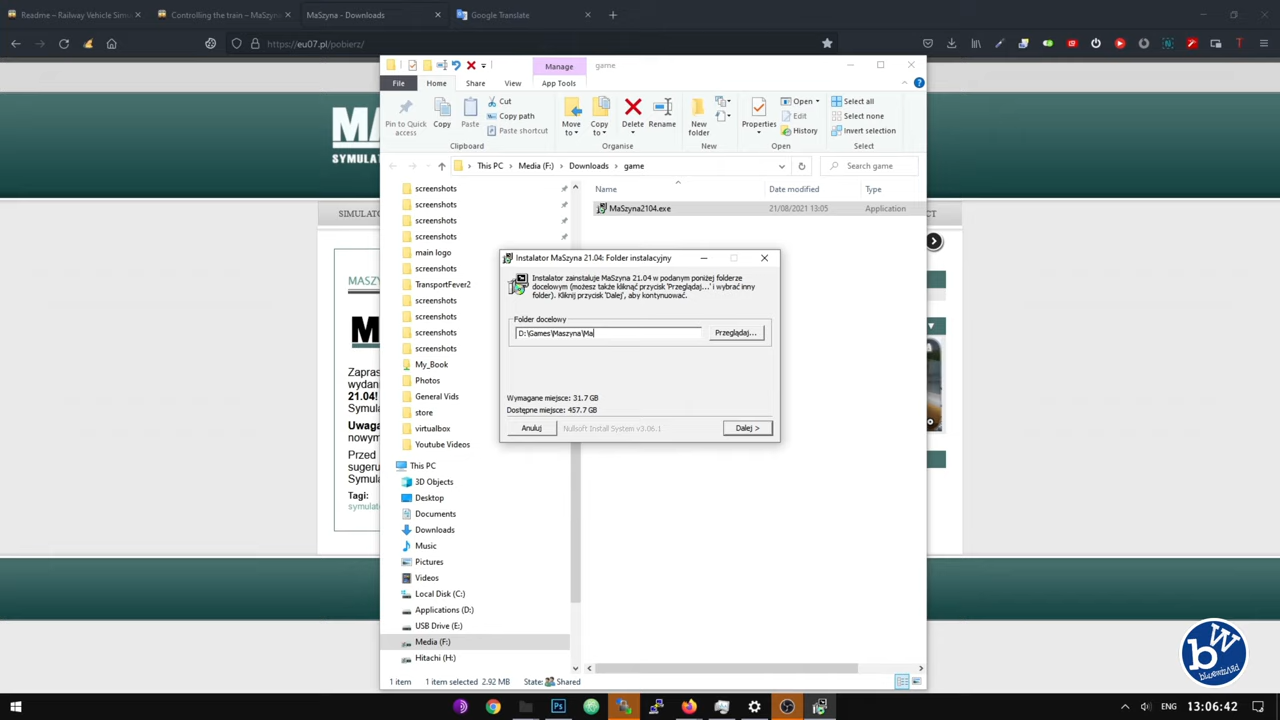 Readme – Railway Vehicle Sim
Controlling the train – MaSzyn
MaSzyna - Downloads
Google Translate
https://eu07.pl/pobierz/
Manage
game
File
Home
Share
View
App Tools
Pin to Quick access
Copy
Paste
Cut
Copy path
Paste shortcut
Move to
Copy to
Delete
Rename
New folder
Properties
Open
Edit
History
Select all
Select none
Invert selection
Clipboard
Organise
New
Open
Select
This PC
Media (F:)
Downloads
game
Search game
Name
Date modified
Type
MaSzyna2104.exe
21/08/2021 13:05
Application
screenshots
screenshots
screenshots
screenshots
main logo
screenshots
TransportFever2
screenshots
screenshots
screenshots
screenshots
My_Book
Photos
General Vids
store
virtualbox
Youtube Videos
This PC
3D Objects
Desktop
Documents
Downloads
Music
Pictures
Videos
Local Disk (C:)
Applications (D:)
USB Drive (E:)
Media (F:)
Hitachi (H:)
1 item
1 item selected
2.92 MB
State:
Shared
Instalator MaSzyna 21.04: Folder instalacyjny
Instalator zainstaluje MaSzyna 21.04 w podanym poniżej folderze
docelowym (możesz także kliknąć przycisk 'Przeglądaj...' i wybrać inny
folder). Kliknij przycisk 'Dalej', aby kontynuować.
Folder docelowy
D:\Games\Maszyna\Ma
Przeglądaj...
Wymagane miejsce: 31.7 GB
Dostępne miejsce: 457.7 GB
Anuluj
Nullsoft Install System v3.06.1
Dalej >
MA
SYMULAT
SIMULAT
CT
MASZY
Zapras
wydan
21.04!
Symula
Uwaga
nowym
Przed
sugeru
Symula
Tagi:
symulato
bW
bluewizard
ENG
13:06:42